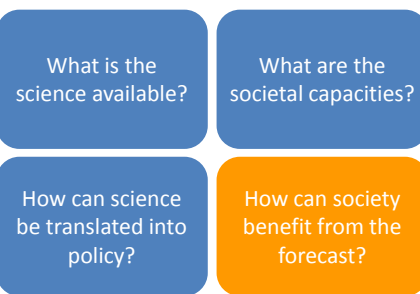 What is the
science available?
What are the
societal capacities?
How can science
be translated into
policy?
How can society
benefit from the
forecast?